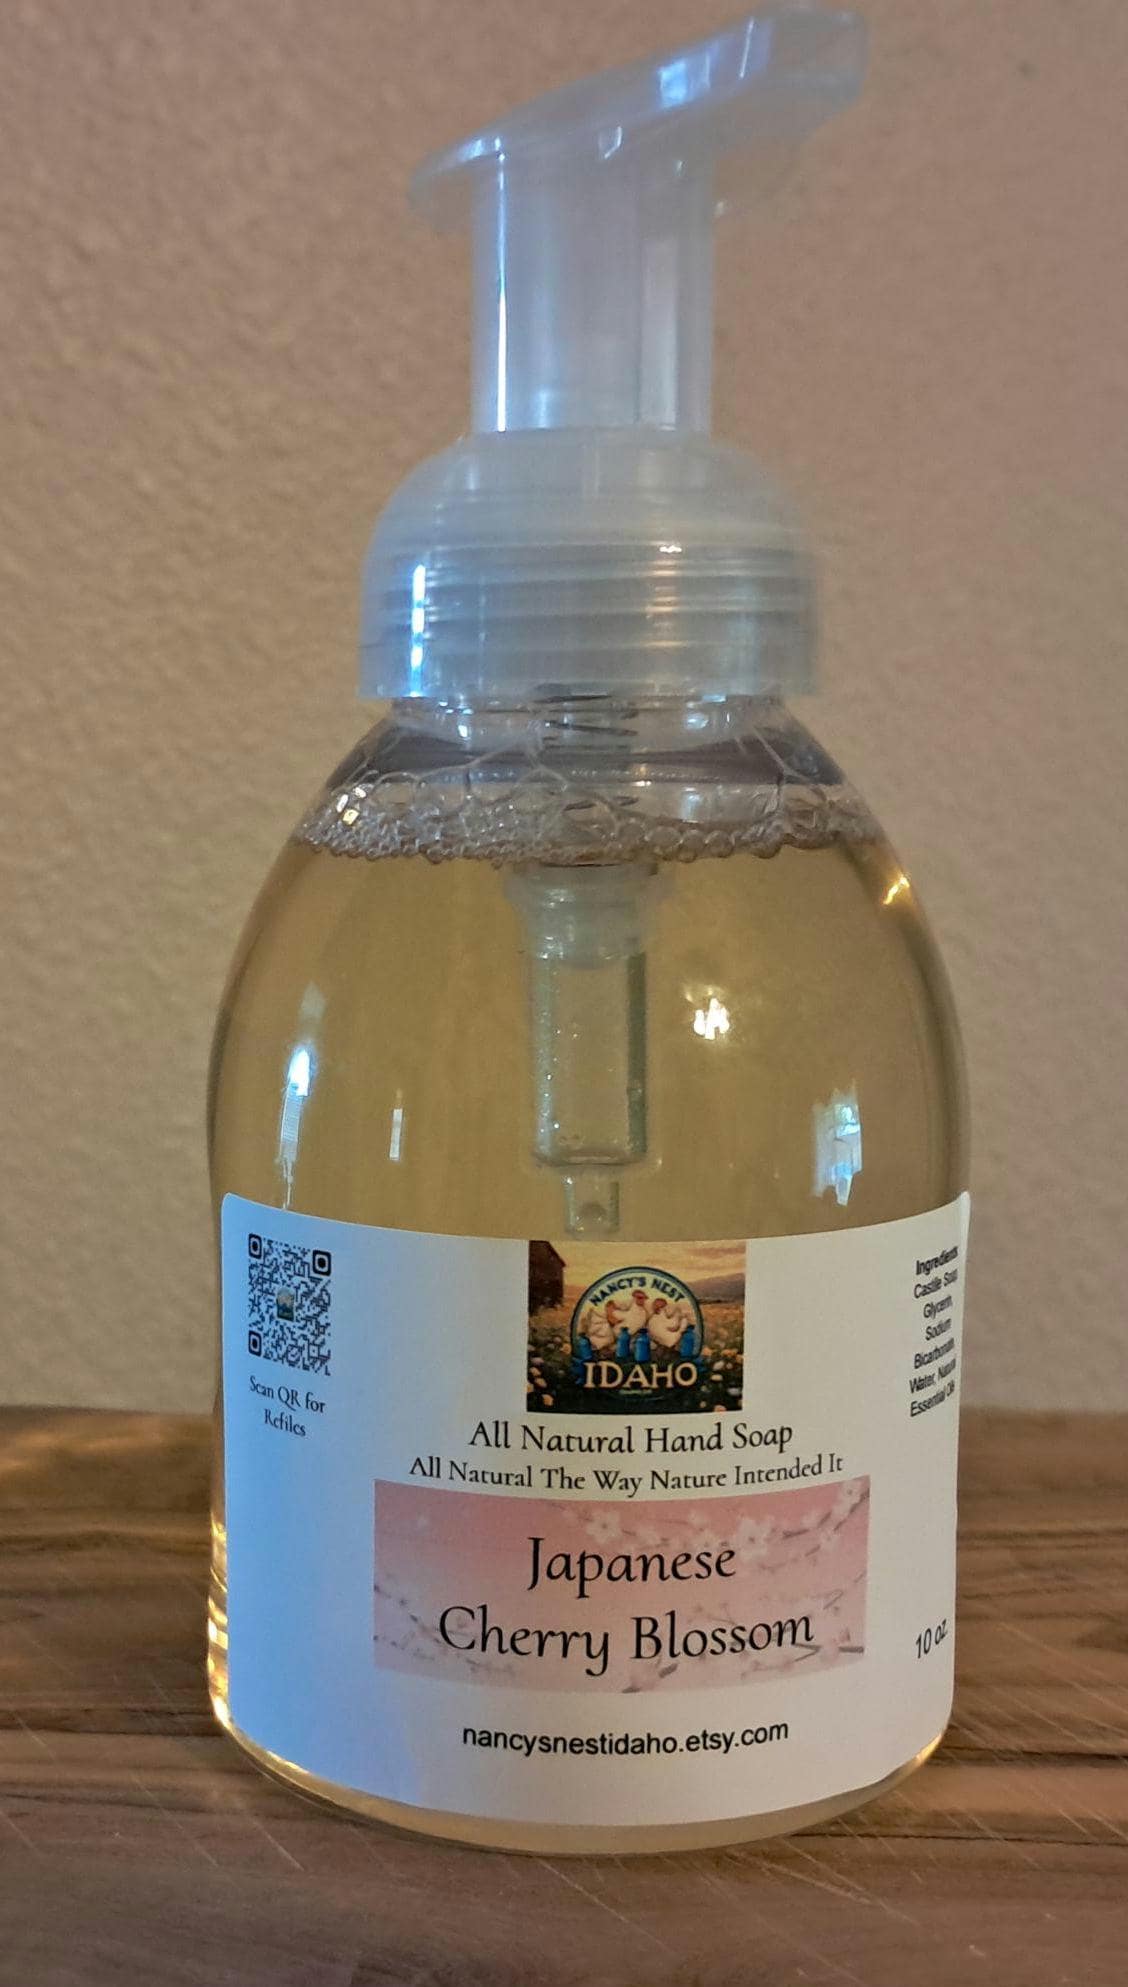 NANCY'S NEST
IDAHO
Scan QR for
Refiles
All Natural Hand Soap
All Natural The Way Nature Intended It
Japanese
Cherry Blossom
nancysnestidaho.etsy.com
Ingredients
Castile Soap,
Glycerin,
Sodium
Bicarbonate,
Water, Natural
Essential Oils
10 oz.